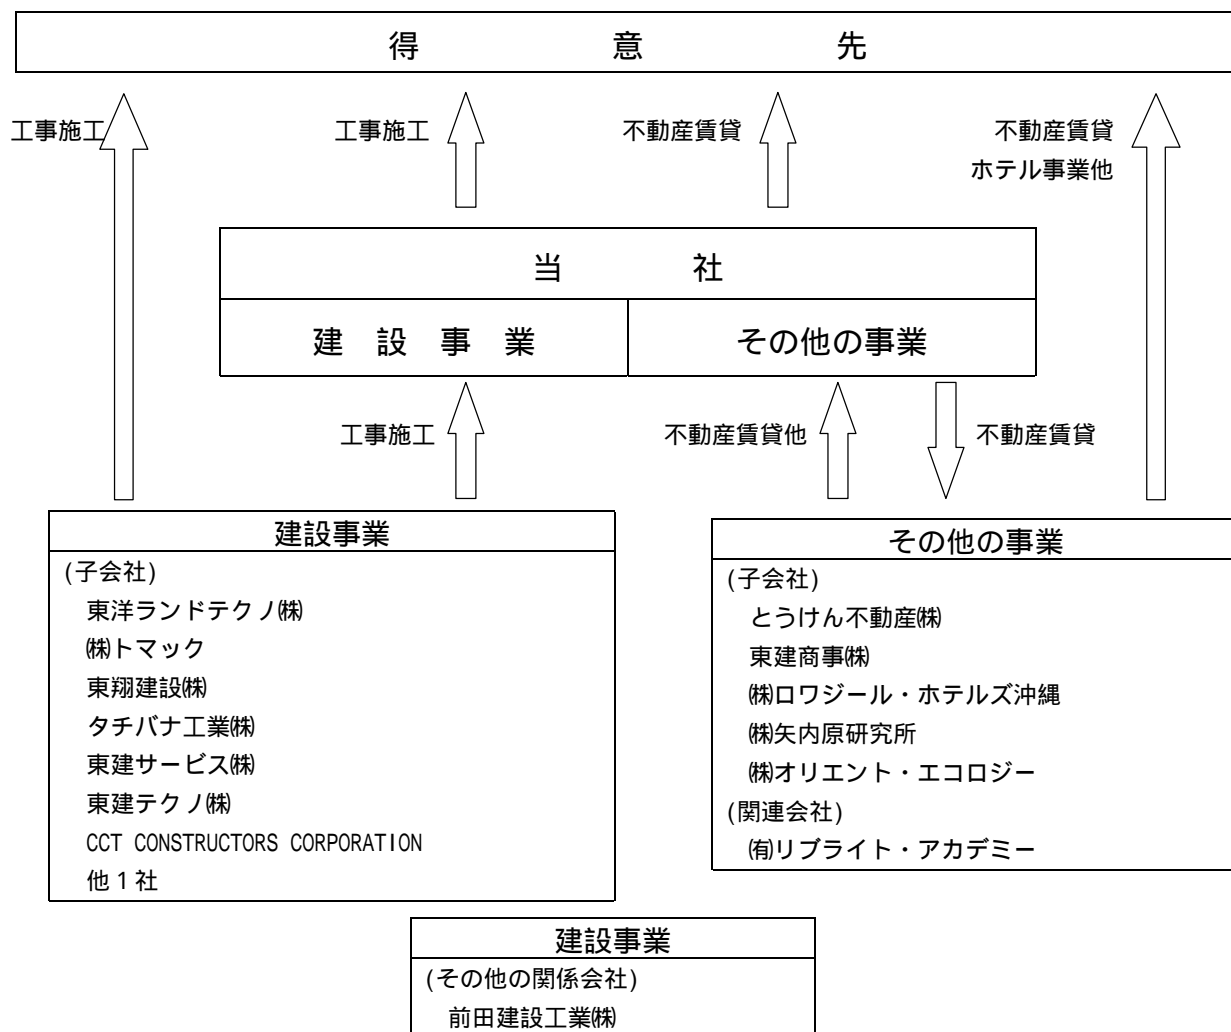 得意先
工事施工
工事施工
不動産賃貸
不動産賃貸
ホテル事業他
当社
建設事業
その他の事業
工事施工
不動産賃貸他
不動産賃貸
建設事業
(子会社)
東洋ランドテクノ㈱
㈱トマック
東翔建設㈱
タチバナ工業㈱
東建サービス㈱
東建テクノ㈱
CCT CONSTRUCTORS CORPORATION
他1社
その他の事業
(子会社)
とうけん不動産㈱
東建商事㈱
㈱ロワジール・ホテルズ沖縄
㈱矢内原研究所
㈱オリエント・エコロジー
(関連会社)
㈲リブライト・アカデミー
建設事業
(その他の関係会社)
前田建設工業㈱